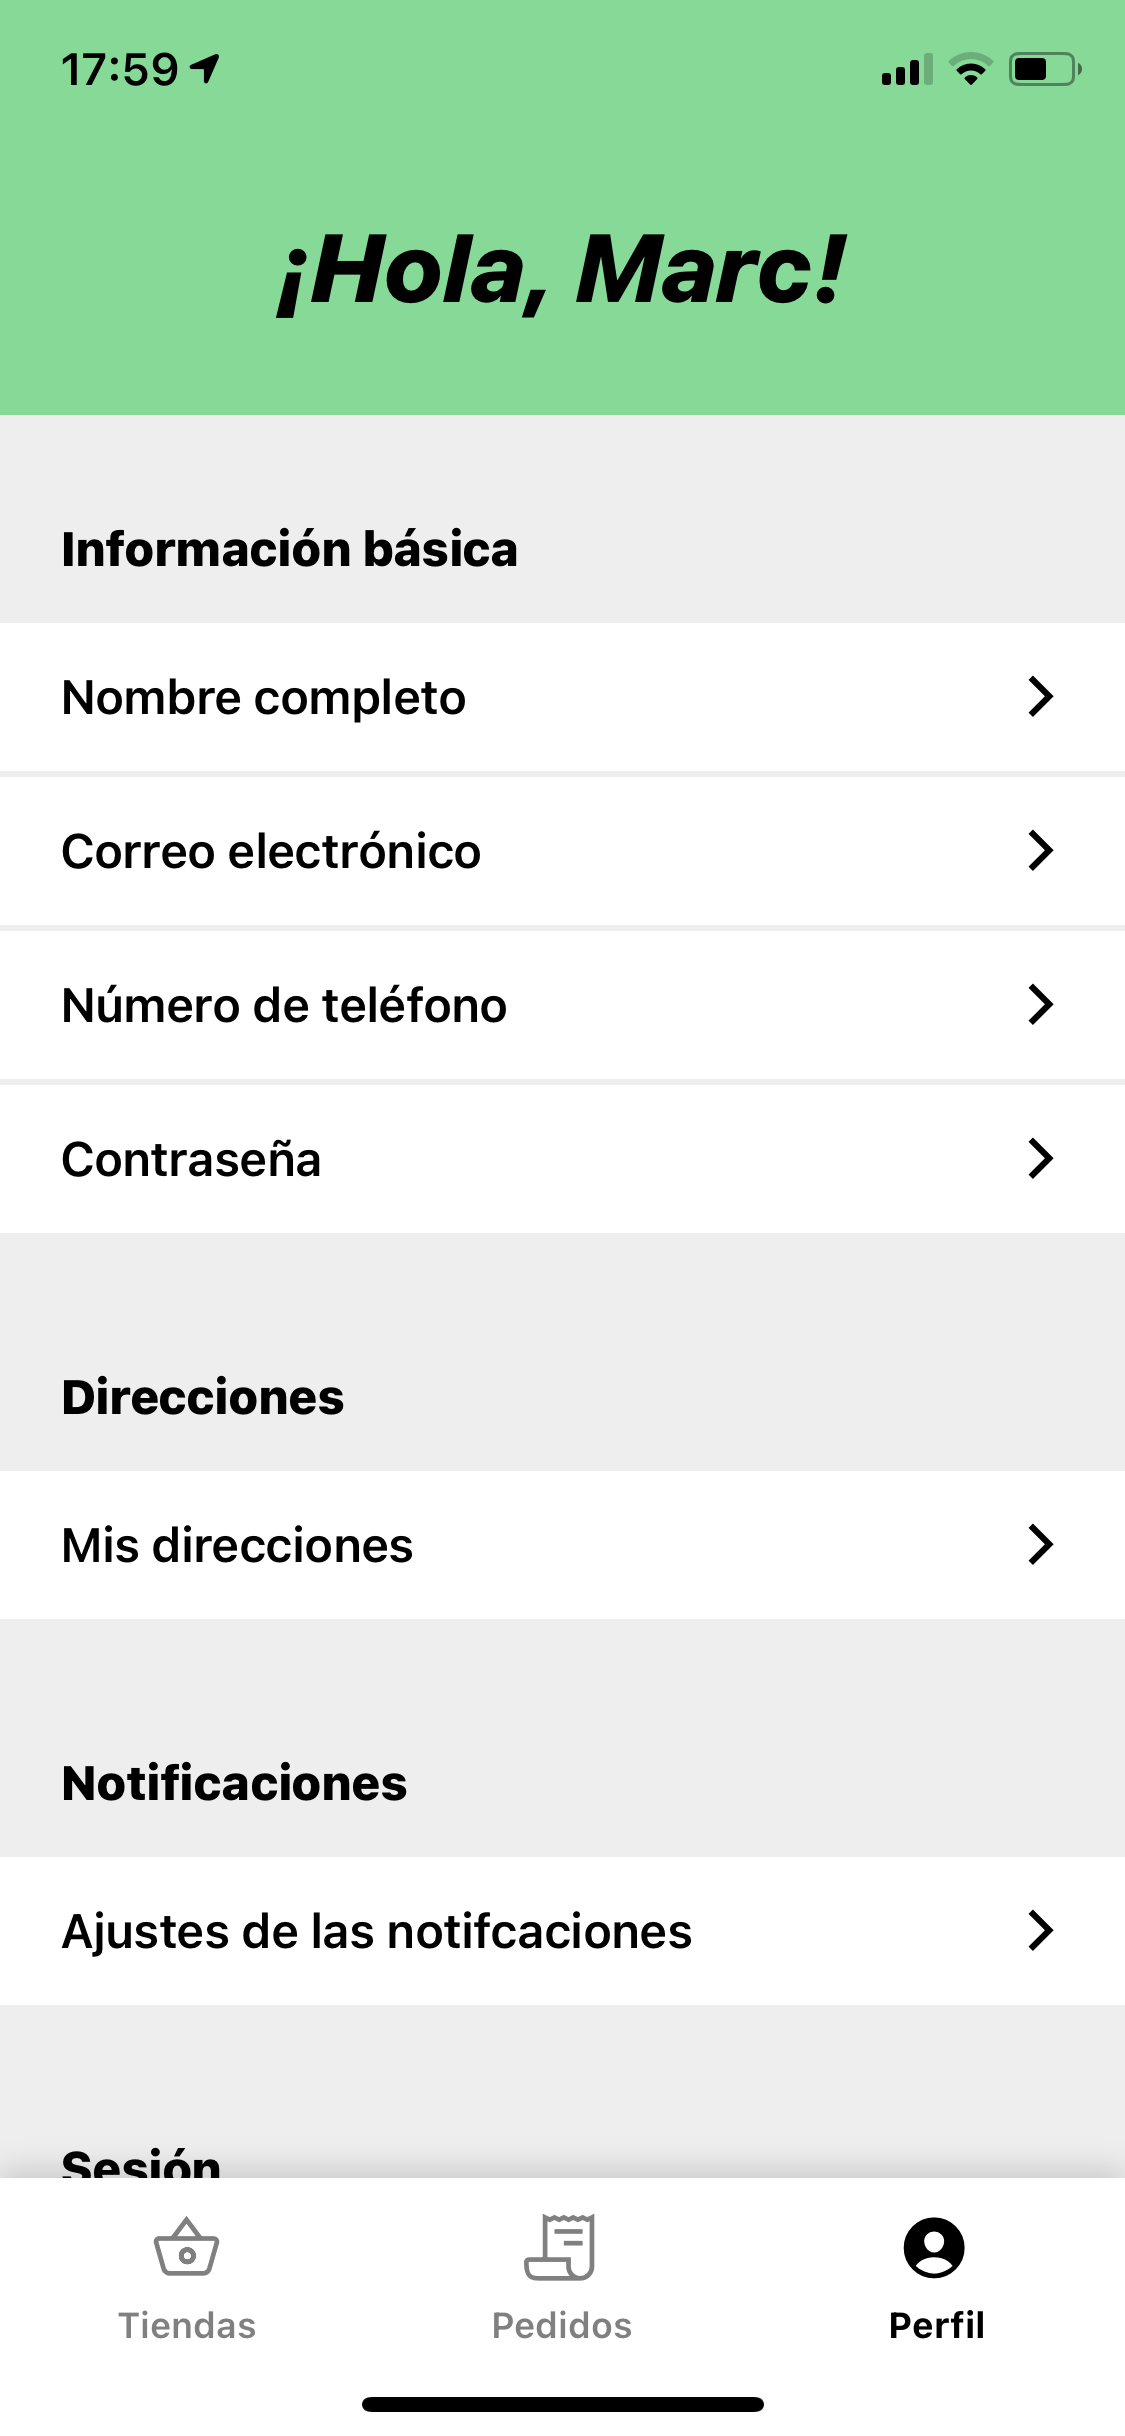 17:59
¡Hola, Marc!
Información básica
Nombre completo
Correo electrónico
Número de teléfono
Contraseña
Direcciones
Mis direcciones
Notificaciones
Ajustes de las notifcaciones
Sesión
Tiendas
Pedidos
Perfil